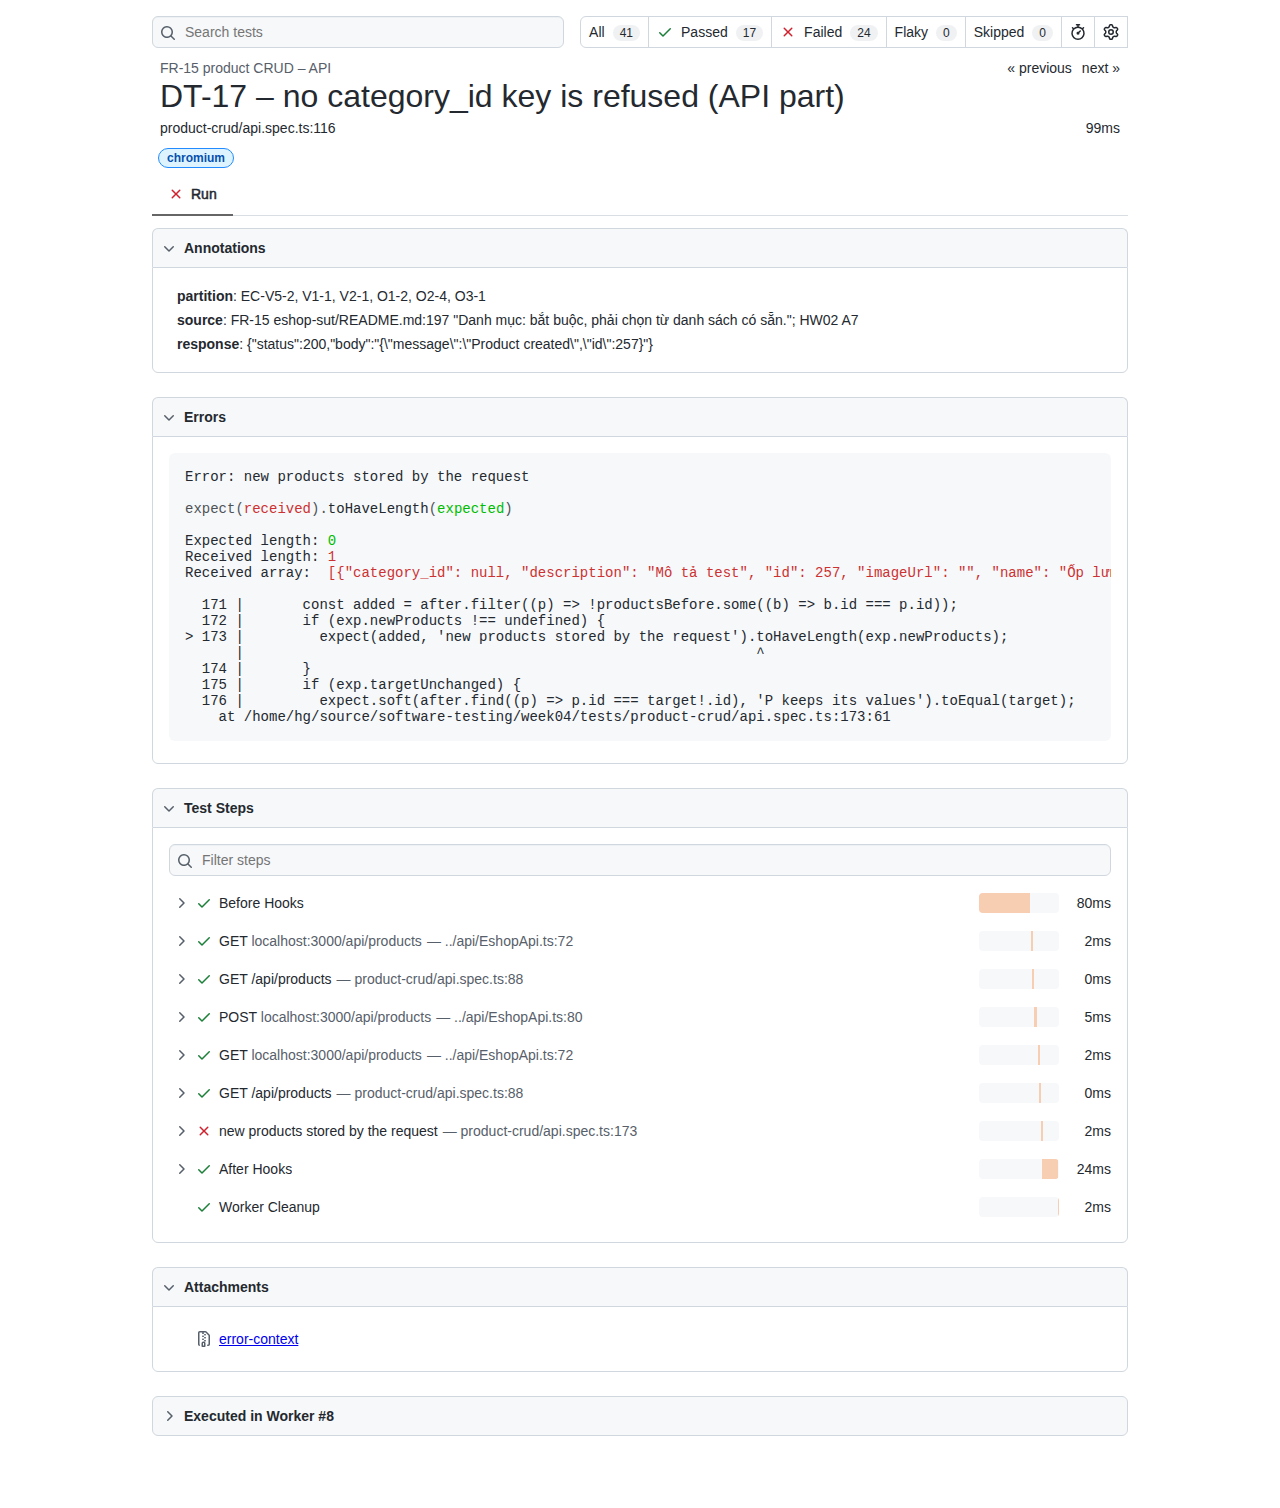 Search tests
All 41 Passed 17 Failed 24 Flaky 0 Skipped 0
FR-15 product CRUD – API
« previous next »
DT-17 – no category_id key is refused (API part)
product-crud/api.spec.ts:116
99ms
chromium
Run
Annotations
partition: EC-V5-2, V1-1, V2-1, O1-2, O2-4, O3-1
source: FR-15 eshop-sut/README.md:197 "Danh mục: bắt buộc, phải chọn từ danh sách có sẵn."; HW02 A7
response: {"status":200,"body":"{\"message\":\"Product created\",\"id\":257}"}
Errors
Error: new products stored by the request
expect(received).toHaveLength(expected)
Expected length: 0
Received length: 1
Received array:  [{"category_id": null, "description": "Mô tả test", "id": 257, "imageUrl": "", "name": "Ốp lư
171 |       const added = after.filter((p) => !productsBefore.some((b) => b.id === p.id));
172 |       if (exp.newProducts !== undefined) {
> 173 |         expect(added, 'new products stored by the request').toHaveLength(exp.newProducts);
|                                                             ^
174 |       }
175 |       if (exp.targetUnchanged) {
176 |         expect.soft(after.find((p) => p.id === target!.id), 'P keeps its values').toEqual(target);
at /home/hg/source/software-testing/week04/tests/product-crud/api.spec.ts:173:61
Test Steps
Filter steps
Before Hooks 80ms
GET localhost:3000/api/products — ../api/EshopApi.ts:72 2ms
GET /api/products — product-crud/api.spec.ts:88 0ms
POST localhost:3000/api/products — ../api/EshopApi.ts:80 5ms
GET localhost:3000/api/products — ../api/EshopApi.ts:72 2ms
GET /api/products — product-crud/api.spec.ts:88 0ms
new products stored by the request — product-crud/api.spec.ts:173 2ms
After Hooks 24ms
Worker Cleanup 2ms
Attachments
error-context
Executed in Worker #8